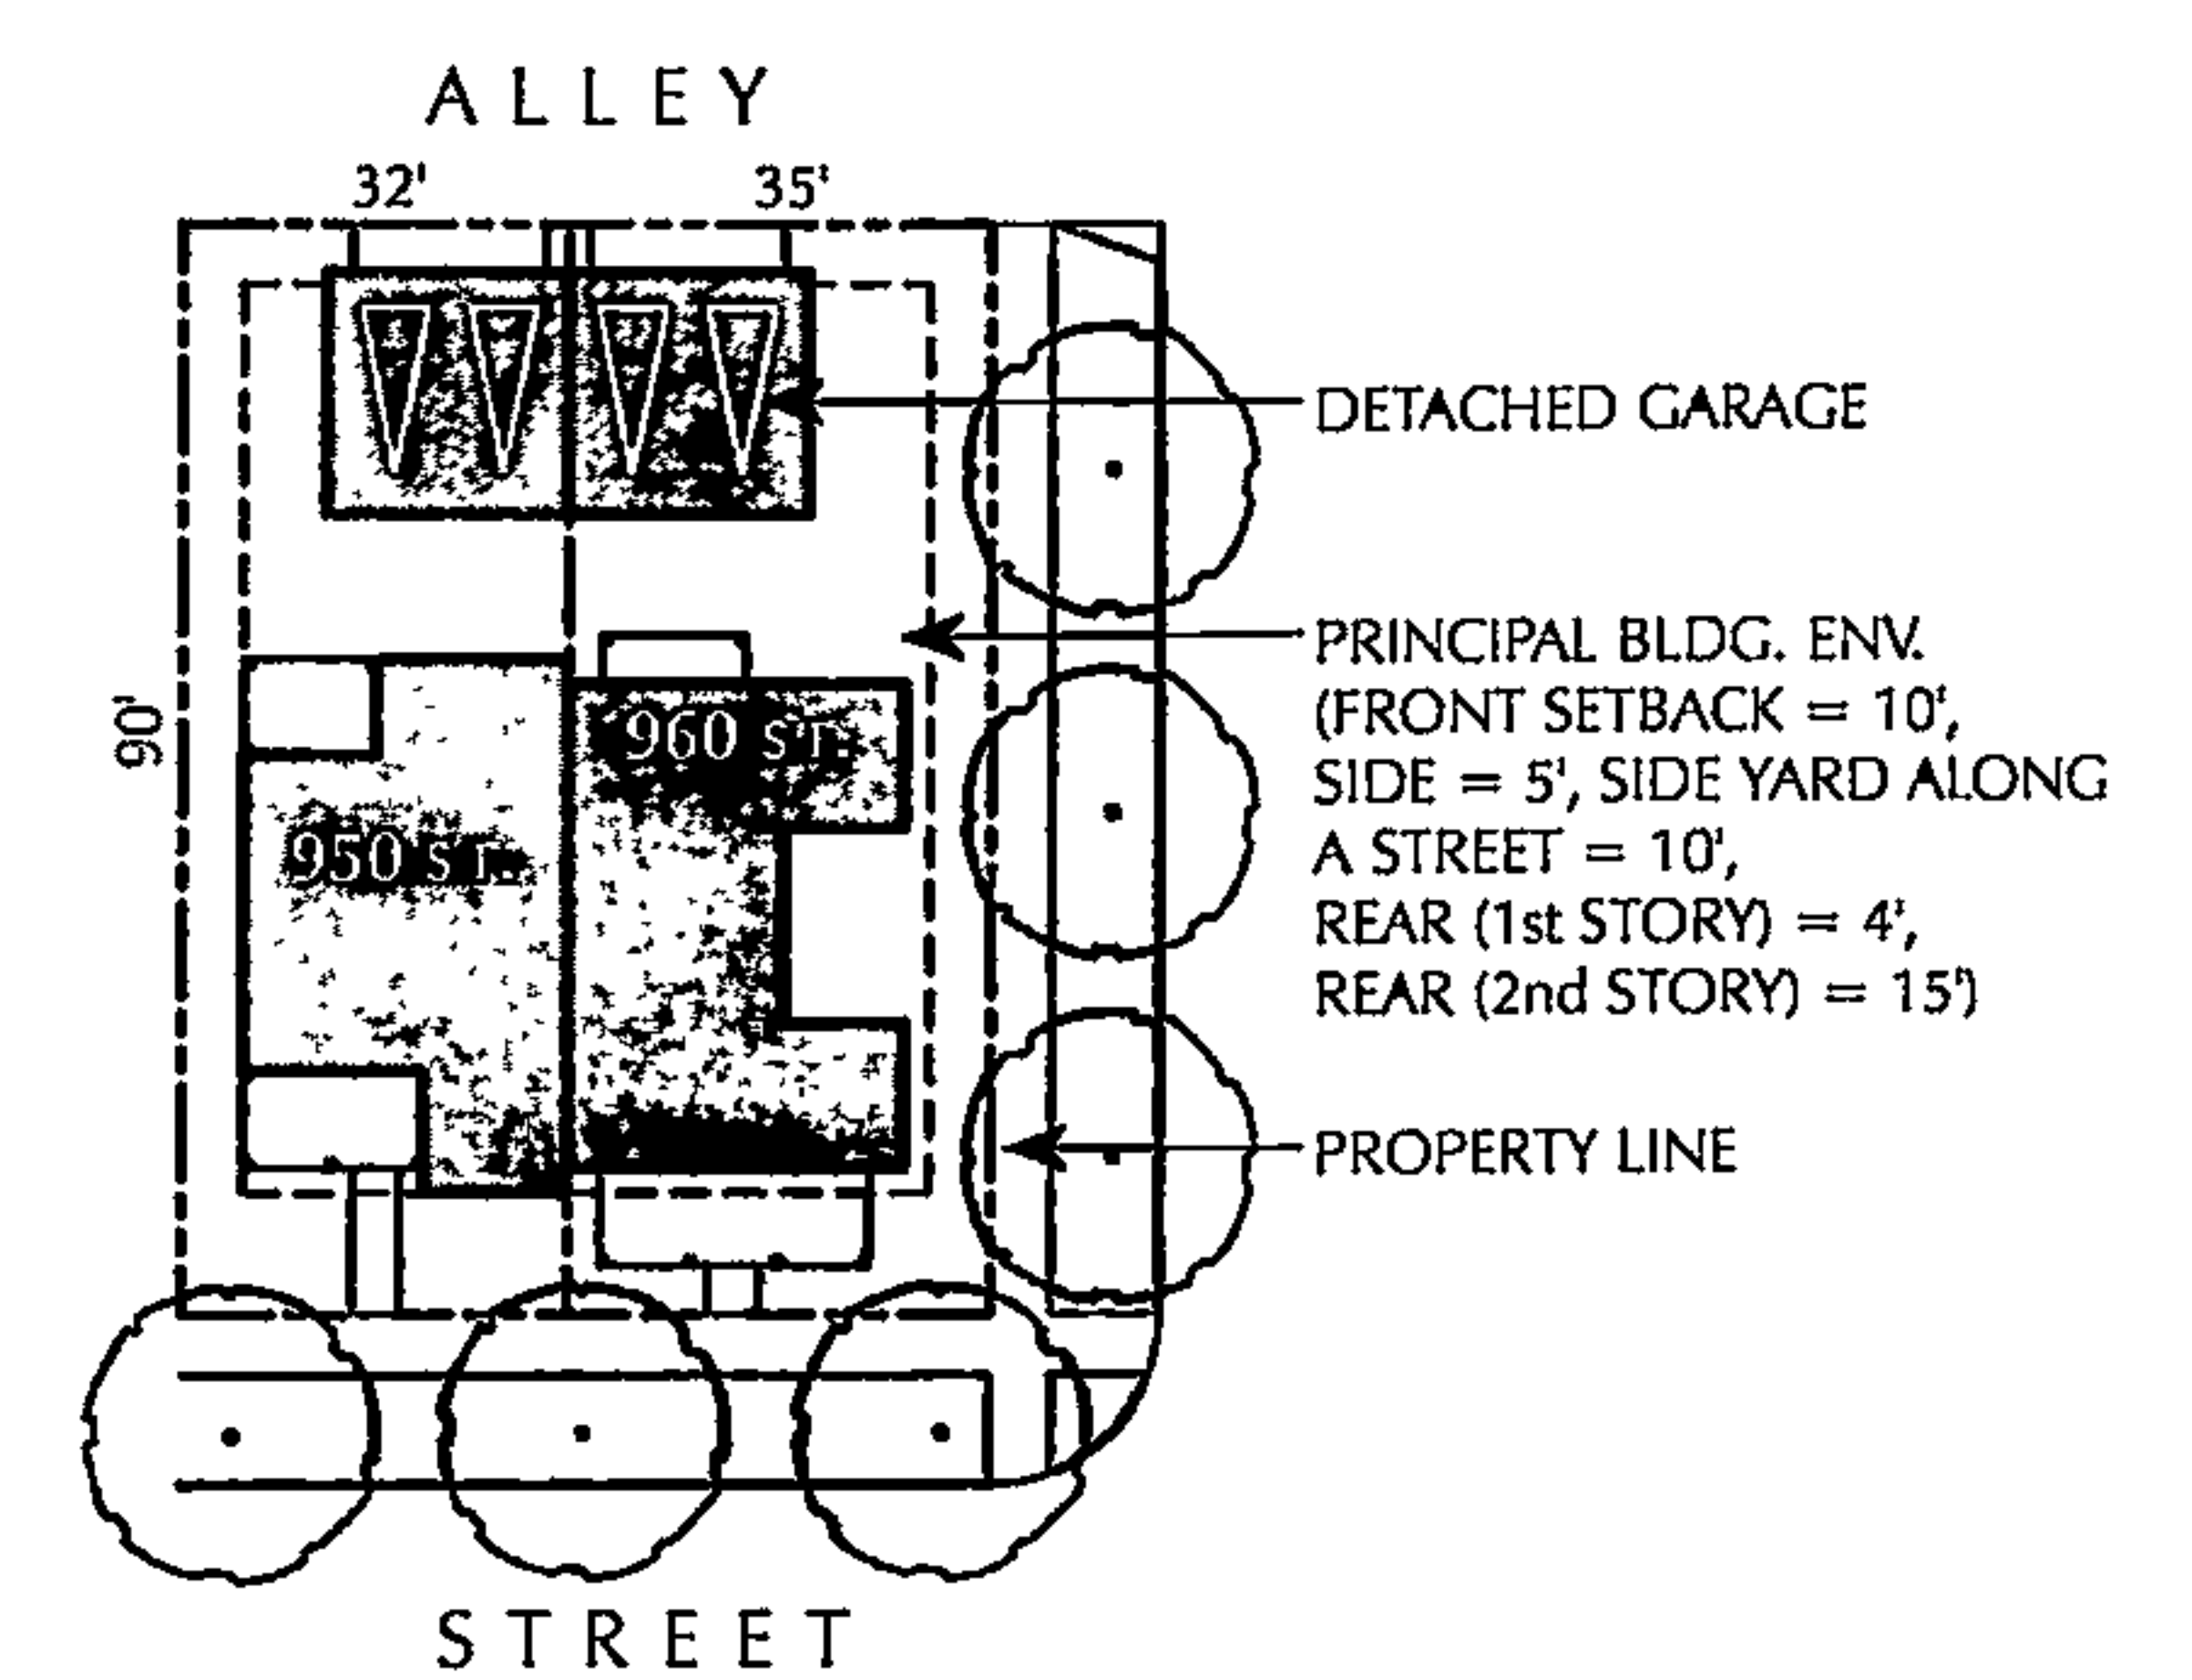 ALLEY
32' 35'
DETACHED GARAGE
PRINCIPAL BLDG. ENV.
(FRONT SETBACK = 10',
SIDE = 5', SIDE YARD ALONG
A STREET = 10',
REAR (1st STORY) = 4',
REAR (2nd STORY) = 15')
90'
960
950
PROPERTY LINE
STREET